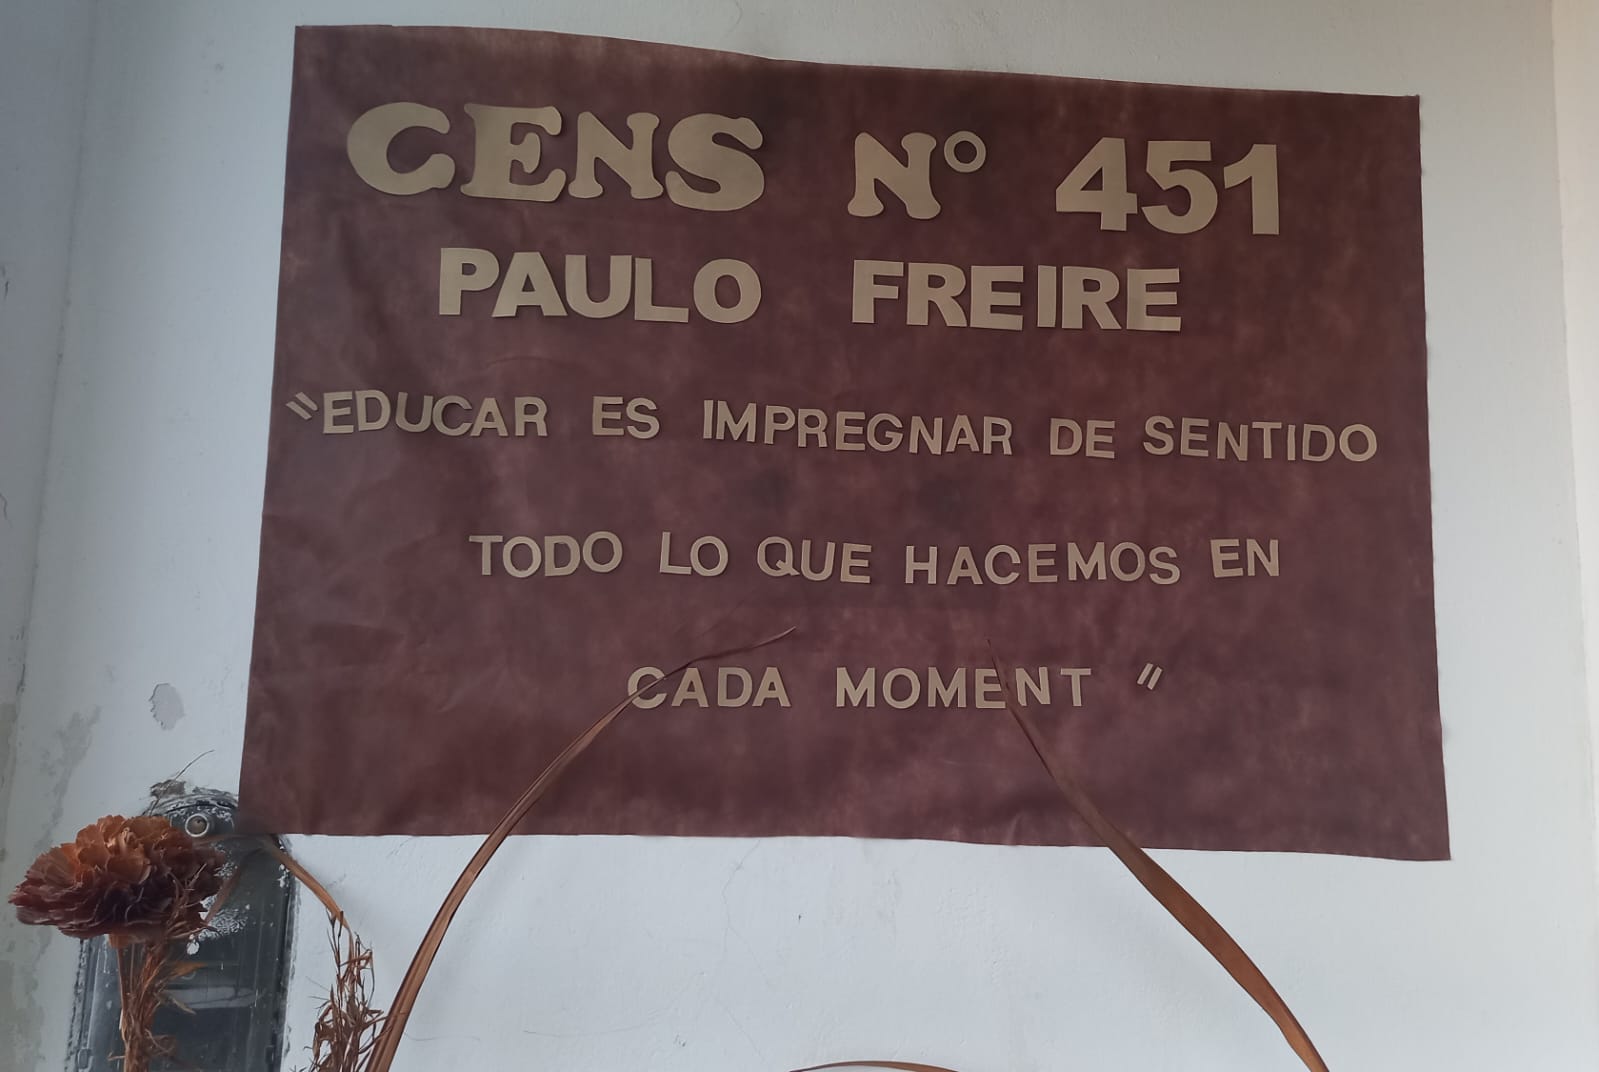 CENS N° 451
PAULO FREIRE
"EDUCAR ES IMPREGNAR DE SENTIDO
TODO LO QUE HACEMOS EN
CADA MOMENT "